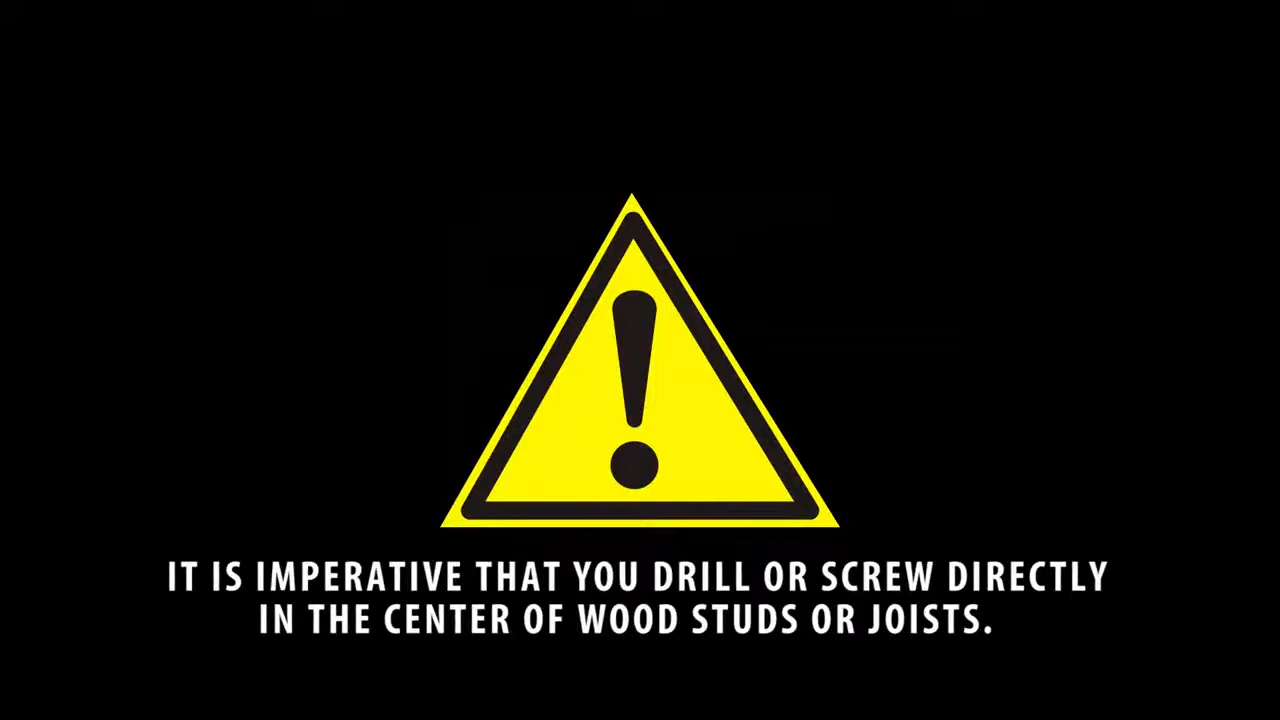 IT IS IMPERATIVE THAT YOU DRILL OR SCREW DIRECTLY
IN THE CENTER OF WOOD STUDS OR JOISTS.